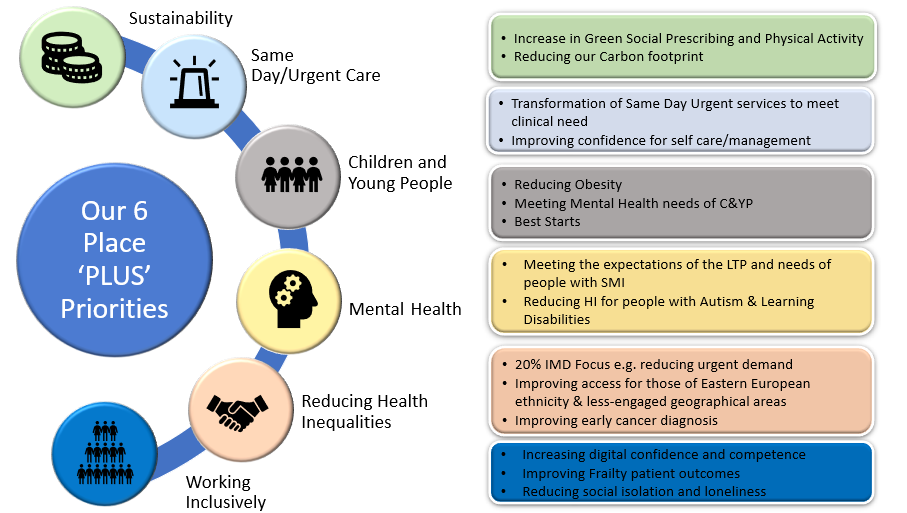 Sustainability
Same
Day/Urgent Care
Children and
Young People
Our 6
Place
‘PLUS’
Priorities
Mental Health
Reducing Health
Inequalities
Working
Inclusively
• Increase in Green Social Prescribing and Physical Activity
• Reducing our Carbon footprint
• Transformation of Same Day Urgent services to meet
clinical need
• Improving confidence for self care/management
• Reducing Obesity
• Meeting Mental Health needs of C&YP
• Best Starts
• Meeting the expectations of the LTP and needs of
people with SMI
• Reducing HI for people with Autism & Learning
Disabilities
• 20% IMD Focus e.g. reducing urgent demand
• Improving access for those of Eastern European
ethnicity & less-engaged geographical areas
• Improving early cancer diagnosis
• Increasing digital confidence and competence
• Improving Frailty patient outcomes
• Reducing social isolation and loneliness